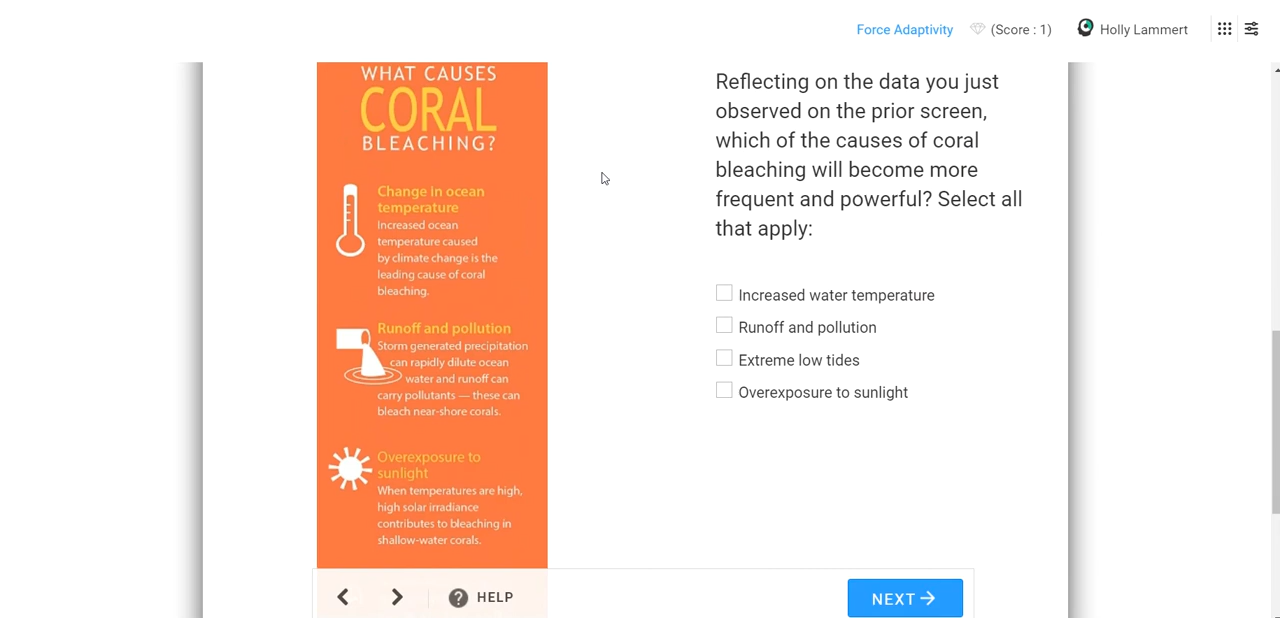 Force Adaptivity (Score : 1) Holly Lammert
WHAT CAUSES
CORAL
BLEACHING?
Change in ocean
temperature
Increased ocean
temperature caused
by climate change is the
leading cause of coral
bleaching.
Runoff and pollution
Storm generated precipitation
can rapidly dilute ocean
water and runoff can
carry pollutants — these can
bleach near-shore corals.
Overexposure to
sunlight
When temperatures are high,
high solar irradiance
contributes to bleaching in
shallow-water corals.
Reflecting on the data you just
observed on the prior screen,
which of the causes of coral
bleaching will become more
frequent and powerful? Select all
that apply:
Increased water temperature
Runoff and pollution
Extreme low tides
Overexposure to sunlight
? HELP
NEXT